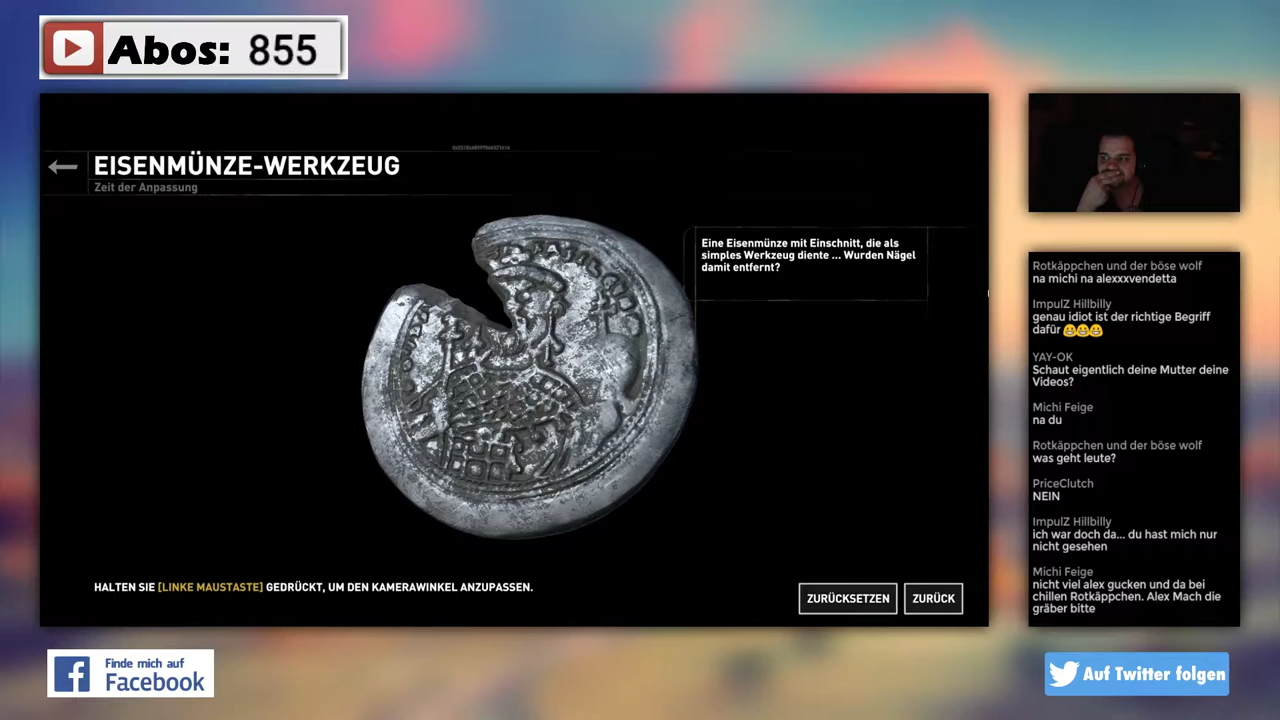 Abos: 855
EISENMÜNZE-WERKZEUG
Zeit der Anpassung
Eine Eisenmünze mit Einschnitt, die als
simples Werkzeug diente ... Wurden Nägel
damit entfernt?
HALTEN SIE [LINKE MAUSTASTE] GEDRÜCKT, UM DEN KAMERAWINKEL ANZUPASSEN.
ZURÜCKSETZEN
ZURÜCK
Rotkäppchen und der böse wolf
na michi na alexxxvendetta
ImpulZ Hillbilly
genau idiot ist der richtige Begriff
dafür 😀😀😀
YAY-OK
Schaut eigentlich deine Mutter deine
Videos?
Michi Feige
na du
Rotkäppchen und der böse wolf
was geht leute?
PriceClutch
NEIN
ImpulZ Hillbilly
ich war doch da... du hast mich nur
nicht gesehen
Michi Feige
nicht viel alex gucken und da bei
chillen Rotkäppchen. Alex Mach die
gräber bitte
Finde mich auf
Facebook
Auf Twitter folgen